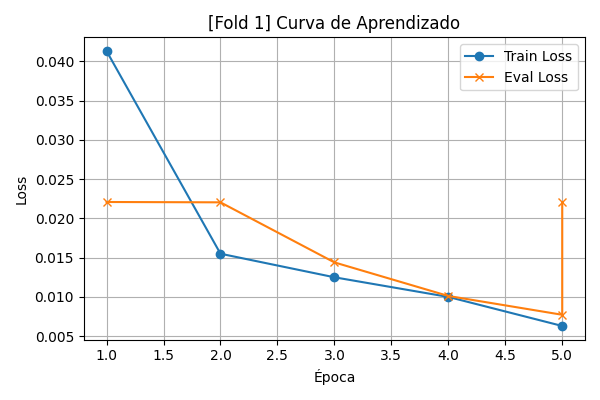 [Fold 1] Curva de Aprendizado
Train Loss
Eval Loss
Loss
0.040
0.035
0.030
0.025
0.020
0.015
0.010
0.005
1.0 1.5 2.0 2.5 3.0 3.5 4.0 4.5 5.0
Época